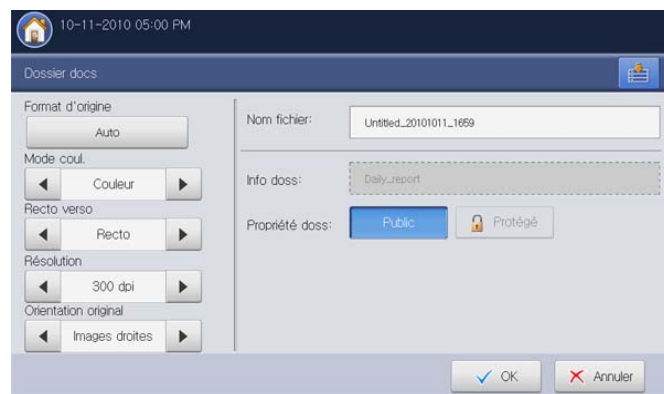 10-11-2010 05:00 PM
Dossier docs
Format d'origine
Auto
Mode coul.
Couleur
Recto verso
Recto
Résolution
300 dpi
Orientation original
Images droites
Nom fichier:
Untitled_20101011_1659
Info doss:
Daily_report
Propriété doss:
Public
Protégé
OK
Annuler